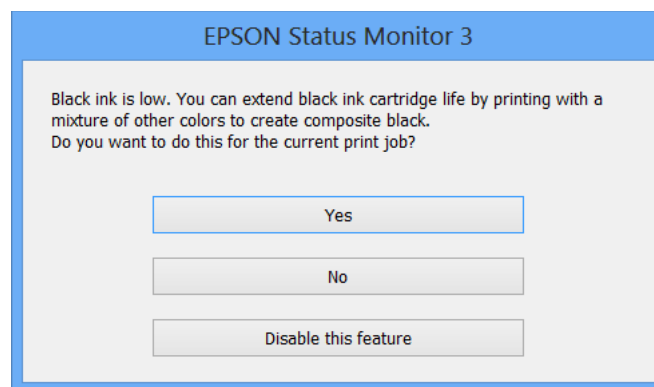 EPSON Status Monitor 3
Black ink is low. You can extend black ink cartridge life by printing with a
mixture of other colors to create composite black.
Do you want to do this for the current print job?
Yes
No
Disable this feature